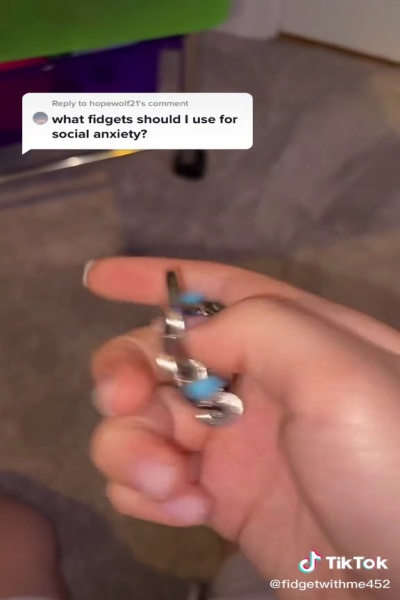 Reply to hopewolf21's comment
what fidgets should I use for
social anxiety?
TikTok
@fidgetwithme452